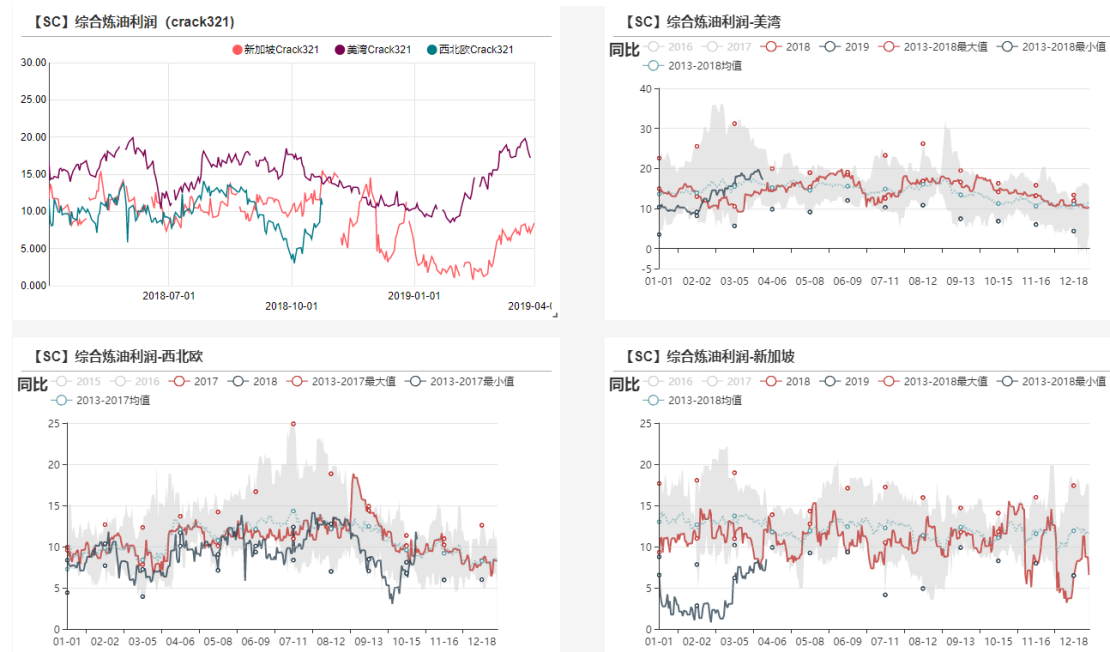 【SC】综合炼油利润（crack321）
新加坡Crack321 美湾Crack321 西北欧Crack321
30.00
25.00
20.00
15.00
10.00
5.000
0.000
2018-07-01
2018-10-01
2019-01-01
2019-04-0
【SC】综合炼油利润-美湾
同比 2016 2017 2018 2019 2013-2018最大值 2013-2018最小值
2013-2018均值
40
30
20
10
0
-5
01-01 02-02 03-05 04-06 05-08 06-09 07-11 08-12 09-13 10-15 11-16 12-18
【SC】综合炼油利润-西北欧
同比 2015 2016 2017 2018 2013-2017最大值 2013-2017最小值
2013-2017均值
25
20
15
10
5
0
01-01 02-02 03-05 04-06 05-08 06-09 07-11 08-12 09-13 10-15 11-16 12-18
【SC】综合炼油利润-新加坡
同比 2016 2017 2018 2019 2013-2018最大值 2013-2018最小值
2013-2018均值
25
20
15
10
5
0
01-01 02-02 03-05 04-06 05-08 06-09 07-11 08-12 09-13 10-15 11-16 12-18